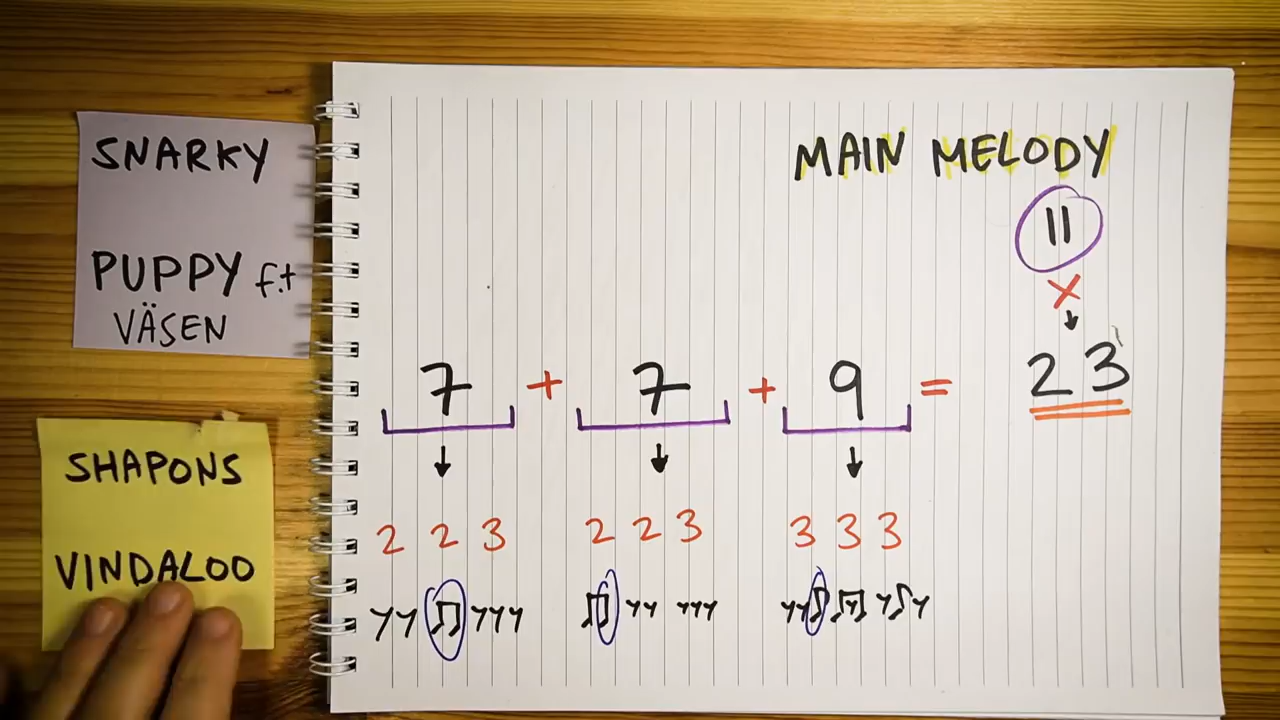 SNARKY
PUPPY f.t
VÄSEN
SHAPONS
VINDALOO
MAIN MELODY
11
X
7 + 7 + 9 = 23
2 2 3 2 2 3 3 3 3